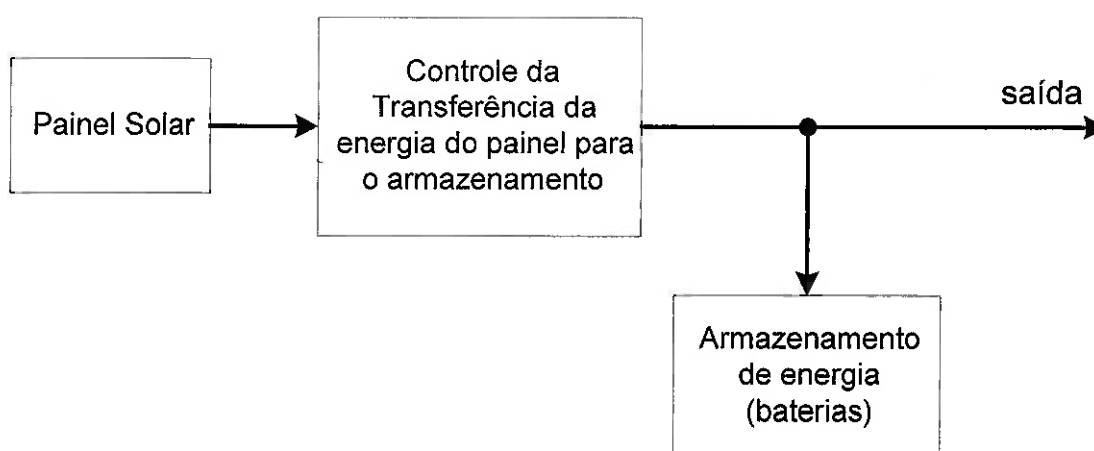 Painel Solar
Controle da
Transferência da
energia do painel para
o armazenamento
saída
Armazenamento
de energia
(baterias)